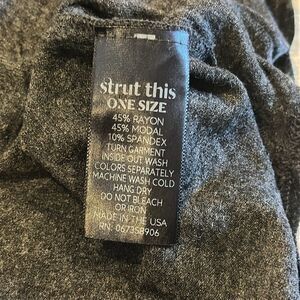 strut this
ONE SIZE
45% RAYON
45% MODAL
10% SPANDEX
TURN GARMENT
INSIDE OUT WASH
COLORS SEPARATELY
MACHINE WASH COLD
HANG DRY
DO NOT BLEACH
OR IRON
MADE IN THE USA
RN: 067358906